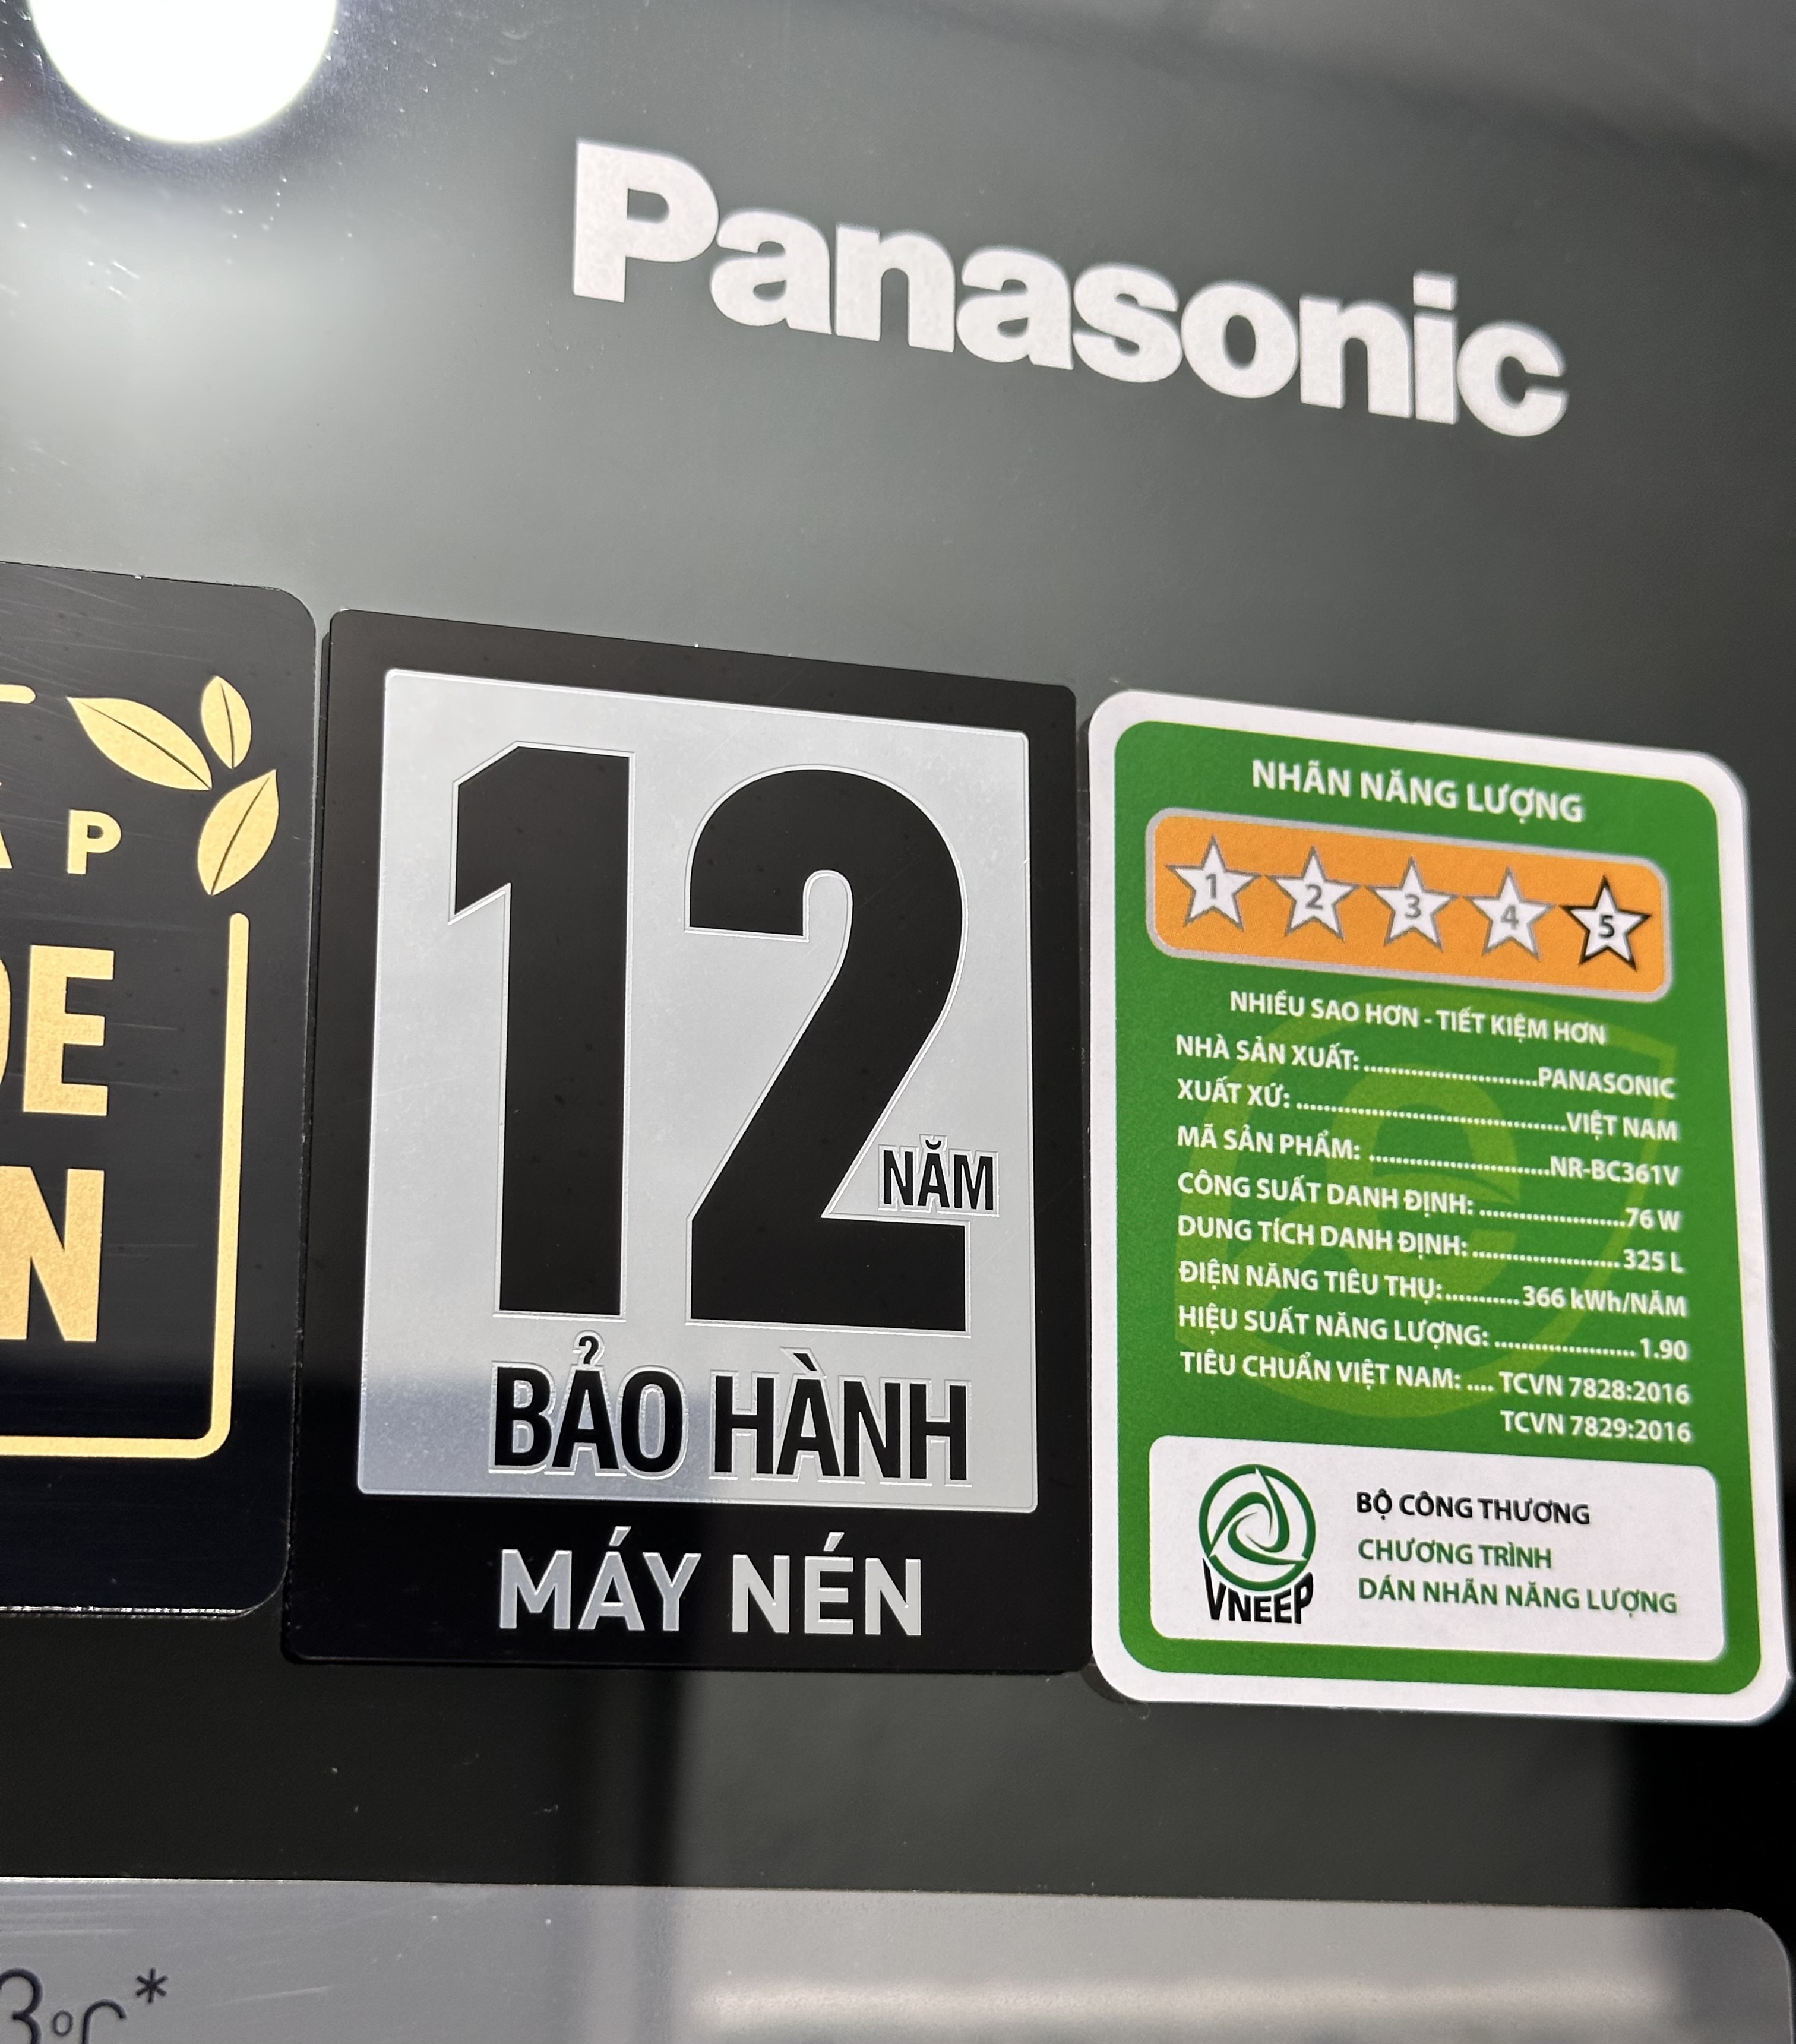 Panasonic
P
DE
N
12
NĂM
BẢO HÀNH
MÁY NÉN
NHÃN NĂNG LƯỢNG
1 2 3 4 5
NHIỀU SAO HƠN - TIẾT KIỆM HƠN
NHÀ SẢN XUẤT:..........................PANASONIC
XUẤT XỨ: ........................................VIỆT NAM
MÃ SẢN PHẨM: ...........................NR-BC361V
CÔNG SUẤT DANH ĐỊNH: ......................76 W
DUNG TÍCH DANH ĐỊNH:...................... 325 L
ĐIỆN NĂNG TIÊU THỤ:...........366 kWh/NĂM
HIỆU SUẤT NĂNG LƯỢNG: ..................... 1.90
TIÊU CHUẨN VIỆT NAM: .... TCVN 7828:2016
TCVN 7829:2016
VNEEP
BỘ CÔNG THƯƠNG
CHƯƠNG TRÌNH
DÁN NHÃN NĂNG LƯỢNG
3°C*